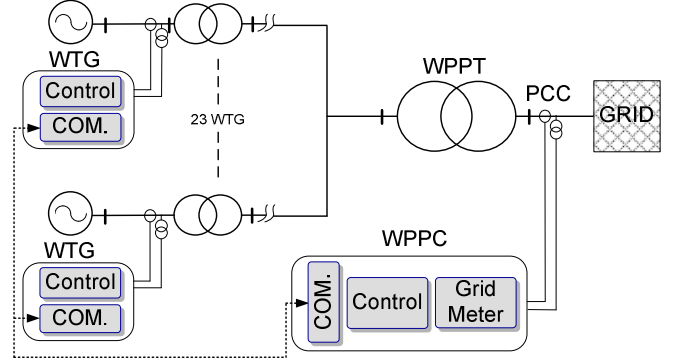 WTG
Control
COM.
23 WTG
WTG
Control
COM.
WPPT
PCC
GRID
WPPC
COM.
Control
Grid
Meter